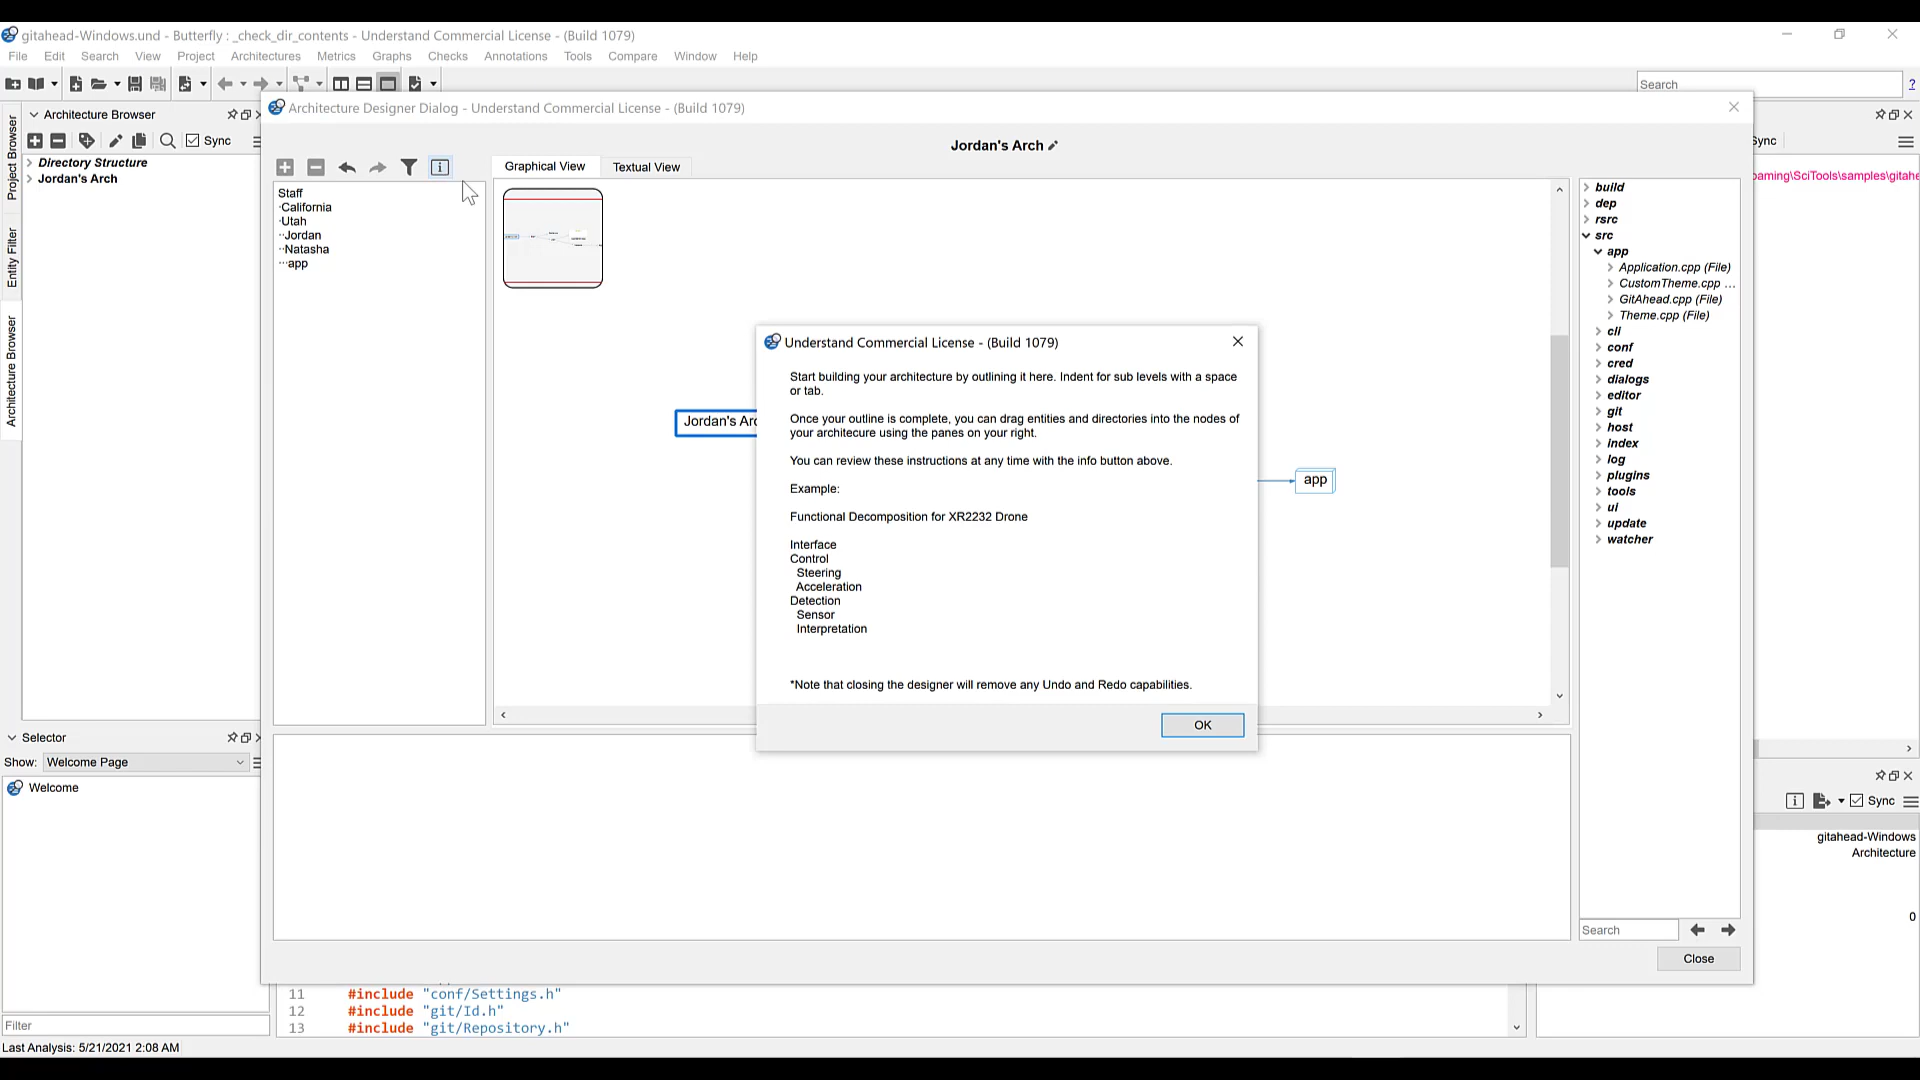 gitahead-Windows.und - Butterfly : _check_dir_contents - Understand Commercial License - (Build 1079)
File Edit Search View Project Architectures Metrics Graphs Checks Annotations Tools Compare Window Help
Search ?
Project Browser
Entity Filter
Architecture Browser
Architecture Browser
Sync
Directory Structure
Jordan's Arch
Architecture Designer Dialog - Understand Commercial License - (Build 1079)
Jordan's Arch
Graphical View Textual View
Staff
·California
·Utah
··Jordan
··Natasha
···app
Jordan's Arc
app
Understand Commercial License - (Build 1079)
Start building your architecture by outlining it here. Indent for sub levels with a space
or tab.
Once your outline is complete, you can drag entities and directories into the nodes of
your architecure using the panes on your right.
You can review these instructions at any time with the info button above.
Example:
Functional Decomposition for XR2232 Drone
Interface
Control
Steering
Acceleration
Detection
Sensor
Interpretation
*Note that closing the designer will remove any Undo and Redo capabilities.
OK
build
dep
rsrc
src
app
Application.cpp (File)
CustomTheme.cpp ...
GitAhead.cpp (File)
Theme.cpp (File)
cli
conf
cred
dialogs
editor
git
host
index
log
plugins
tools
ui
update
watcher
Search
Close
ync
oaming\SciTools\samples\gitahe
Sync
gitahead-Windows
Architecture
0
Selector
Show: Welcome Page
Welcome
Filter
11 #include "conf/Settings.h"
12 #include "git/Id.h"
13 #include "git/Repository.h"
Last Analysis: 5/21/2021 2:08 AM